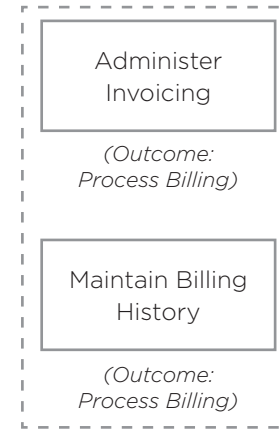 Administer
Invoicing
(Outcome:
Process Billing)
Maintain Billing
History
(Outcome:
Process Billing)